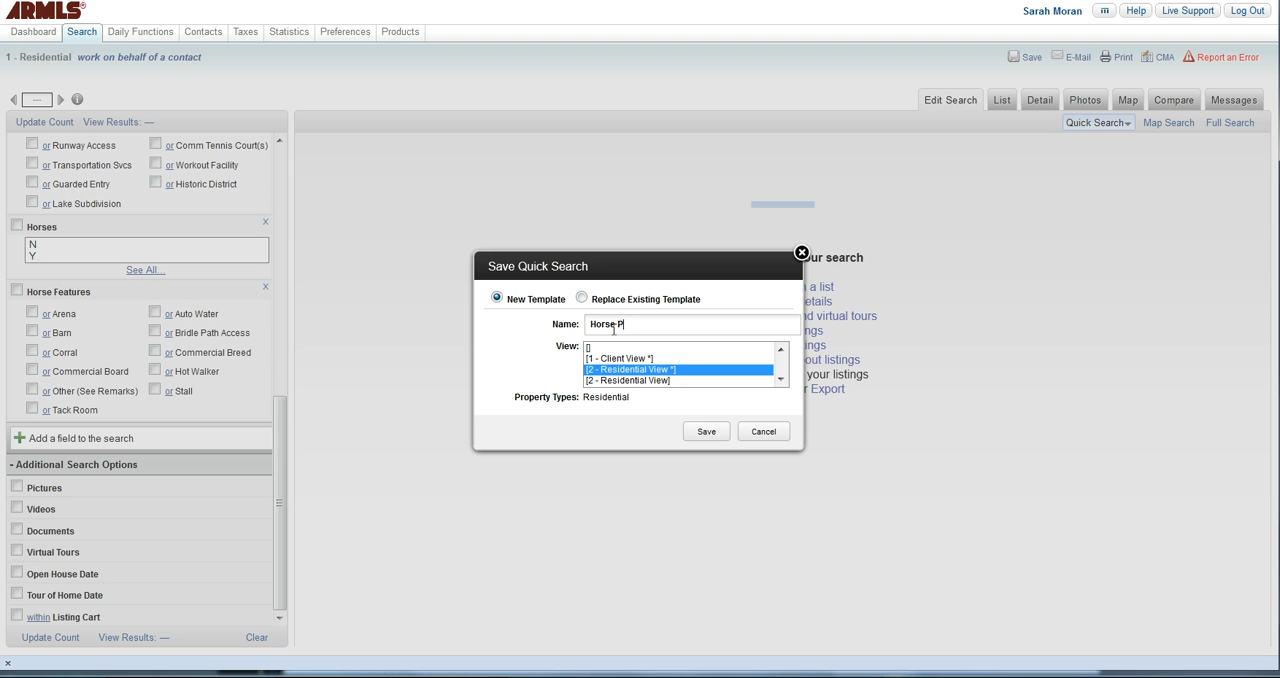 ARMLS®
Sarah Moran Help Live Support Log Out
Dashboard Search Daily Functions Contacts Taxes Statistics Preferences Products
1 - Residential work on behalf of a contact
Save E-Mail Print CMA Report an Error
Edit Search List Detail Photos Map Compare Messages
Update Count View Results: —
Quick Search Map Search Full Search
or Runway Access or Comm Tennis Court(s)
or Transportation Svcs or Workout Facility
or Guarded Entry or Historic District
or Lake Subdivision
Horses X
N
Y
See All...
Horse Features X
or Arena or Auto Water
or Barn or Bridle Path Access
or Corral or Commercial Breed
or Commercial Board or Hot Walker
or Other (See Remarks) or Stall
or Tack Room
Add a field to the search
- Additional Search Options
Pictures
Videos
Documents
Virtual Tours
Open House Date
Tour of Home Date
within Listing Cart
Update Count View Results: — Clear
our search
a list
etails
nd virtual tours
ngs
ings
out listings
your listings
r Export
Save Quick Search
New Template Replace Existing Template
Name: Horse P
View: []
[1 - Client View *]
[2 - Residential View *]
[2 - Residential View]
Property Types: Residential
Save Cancel